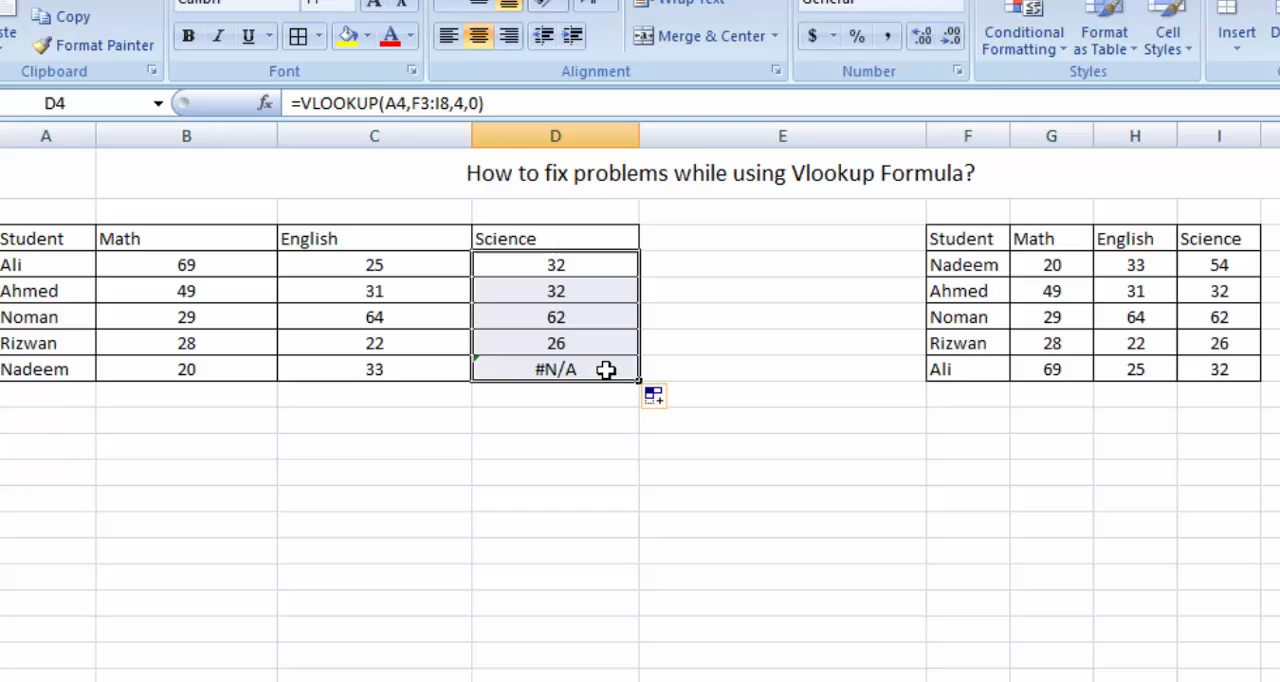 Copy
Wrap Text
General
Format Painter
B I U A
Merge & Center
$ % ,
Conditional Formatting
Format as Table
Cell Styles
Insert
Clipboard
Font
Alignment
Number
Styles
D4 fx =VLOOKUP(A4,F3:I8,4,0)
A B C D E F G H I
How to fix problems while using Vlookup Formula?
Student Math English Science Student Math English Science
Ali 69 25 32 Nadeem 20 33 54
Ahmed 49 31 32 Ahmed 49 31 32
Noman 29 64 62 Noman 29 64 62
Rizwan 28 22 26 Rizwan 28 22 26
Nadeem 20 33 #N/A Ali 69 25 32